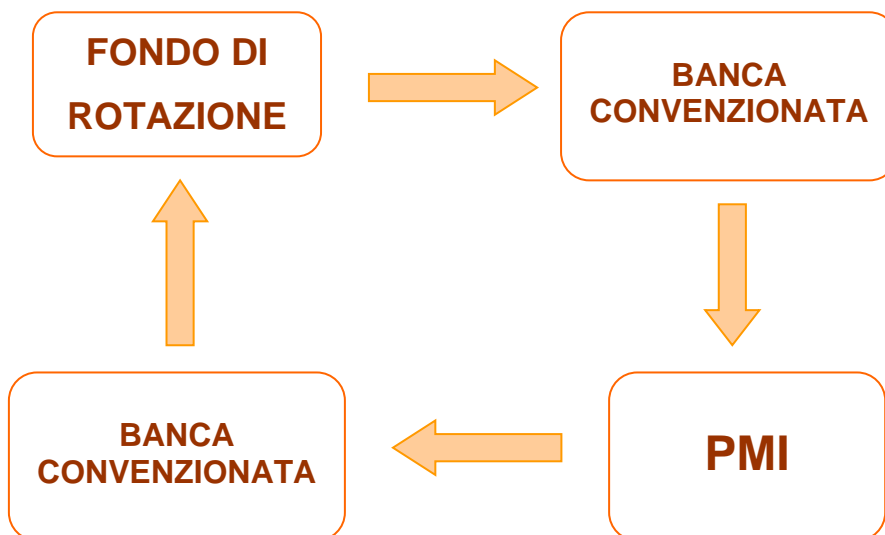 FONDO DI
ROTAZIONE
BANCA
CONVENZIONATA
BANCA
CONVENZIONATA
PMI